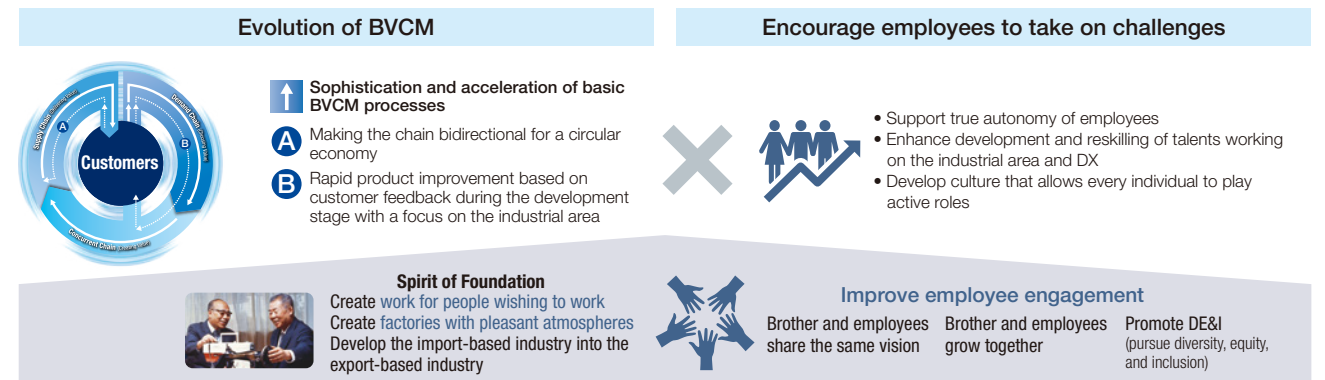 Evolution of BVCM
Supply Chain
Demand Chain
Concurrent Chain
A
B
Customers
Sophistication and acceleration of basic
BVCM processes
A Making the chain bidirectional for a circular
economy
B Rapid product improvement based on
customer feedback during the development
stage with a focus on the industrial area
Encourage employees to take on challenges
• Support true autonomy of employees
• Enhance development and reskilling of talents working
on the industrial area and DX
• Develop culture that allows every individual to play
active roles
Spirit of Foundation
Create work for people wishing to work
Create factories with pleasant atmospheres
Develop the import-based industry into the
export-based industry
Improve employee engagement
Brother and employees
share the same vision
Brother and employees
grow together
Promote DE&I
(pursue diversity, equity,
and inclusion)